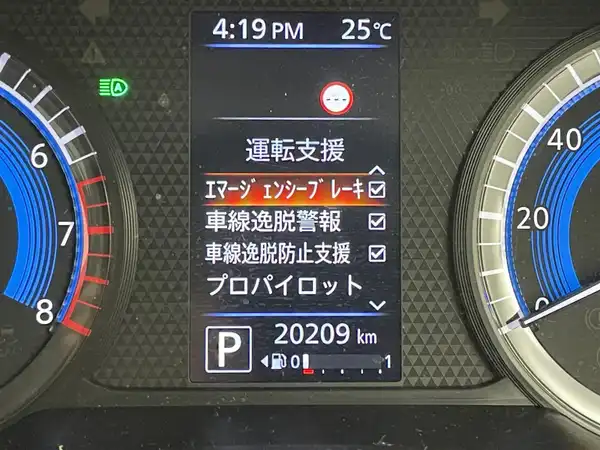 4:19 PM 25℃
---
運転支援
エマージェンシーブレーキ
車線逸脱警報
車線逸脱防止支援
プロパイロット
P
20209 km
0 1
A
6
7
8
40
20
0